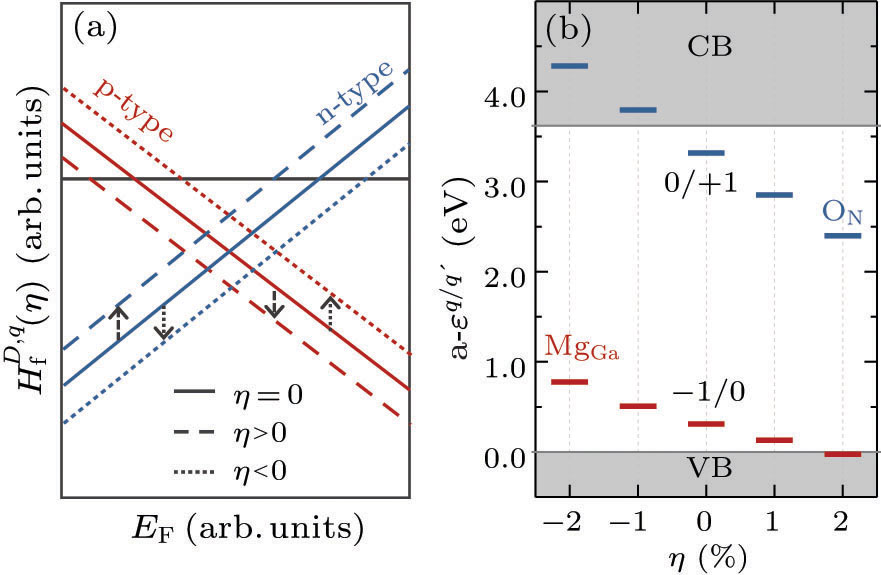 (a)
p-type
n-type
H_f^{D,q}(η) (arb. units)
η = 0
η > 0
η < 0
E_F (arb. units)
(b)
CB
4.0
3.0
2.0
1.0
0.0
a-ε^{q/q´} (eV)
0/+1
O_N
Mg_Ga
−1/0
VB
−2 −1 0 1 2
η (%)